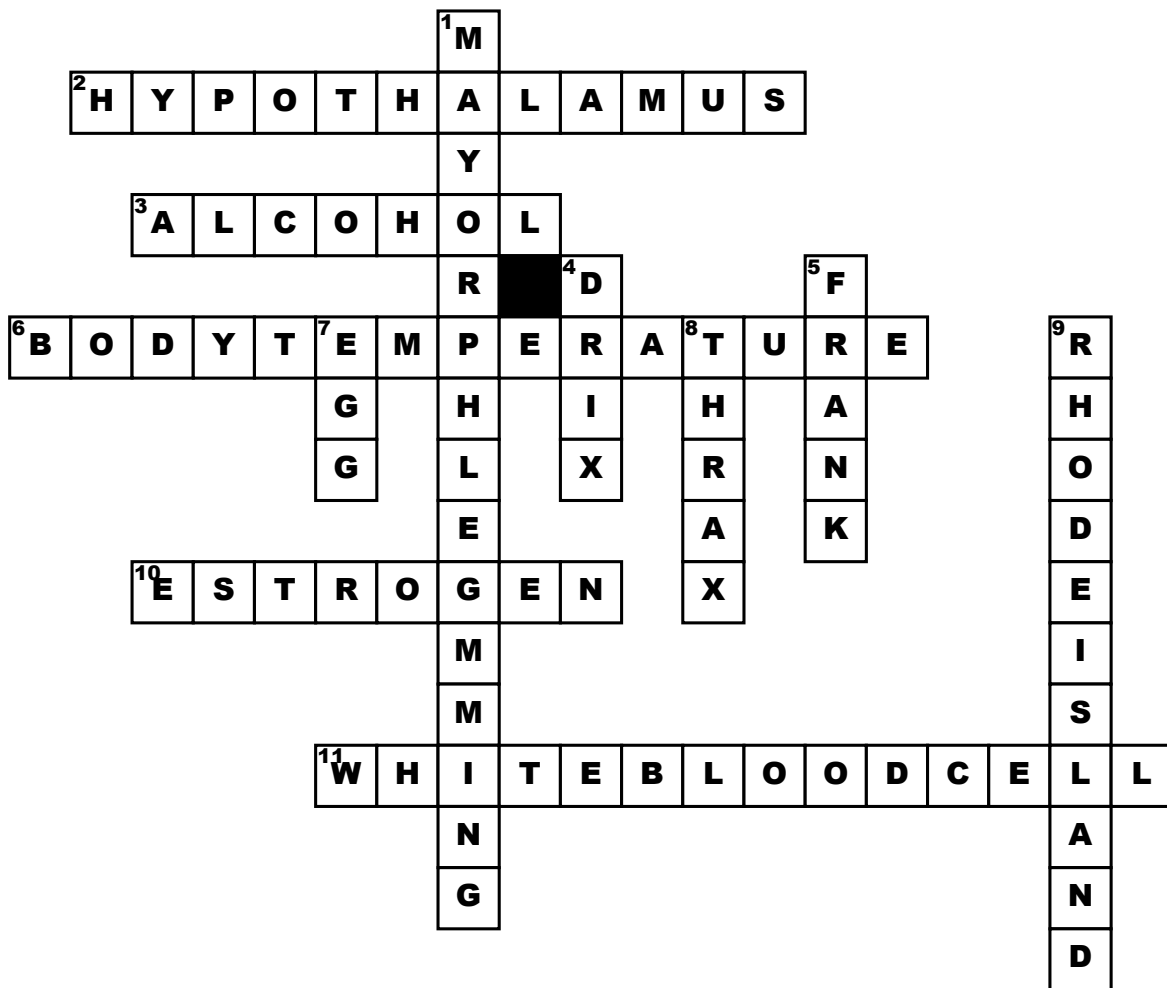 1 M
2 H Y P O T H A L A M U S
Y
3 A L C O H O L
R 4 D 5 F
6 B O D Y T 7 E M P E R A 8 T U R E 9 R
G H I H A H
G L X R N O
E A K D
10 E S T R O G E N X E
M I
M S
11 W H I T E B L O O D C E L L
N A
G N
D